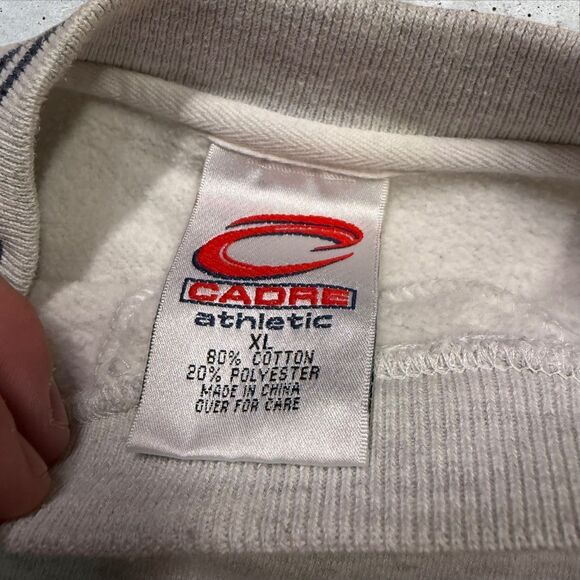 CADRE
athletic
XL
80% COTTON
20% POLYESTER
MADE IN CHINA
OVER FOR CARE